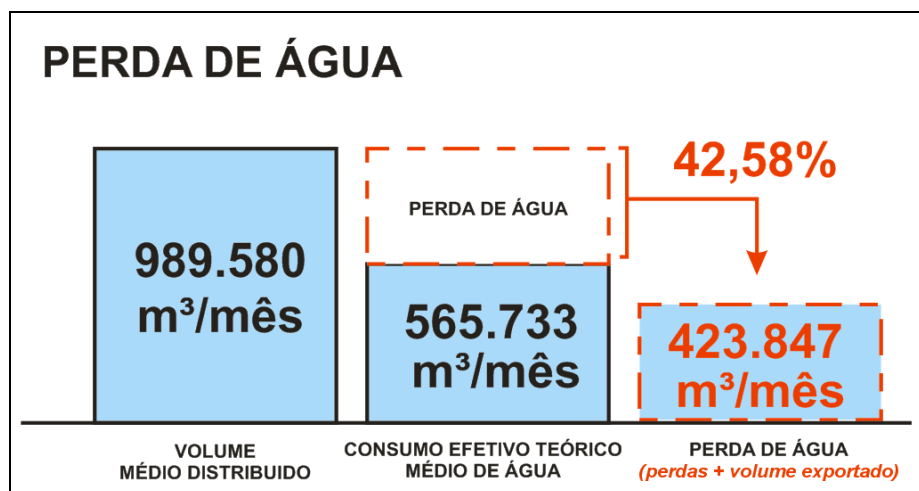 PERDA DE ÁGUA
989.580
m³/mês
VOLUME
MÉDIO DISTRIBUIDO
PERDA DE ÁGUA
565.733
m³/mês
CONSUMO EFETIVO TEÓRICO
MÉDIO DE ÁGUA
42,58%
423.847
m³/mês
PERDA DE ÁGUA
(perdas + volume exportado)